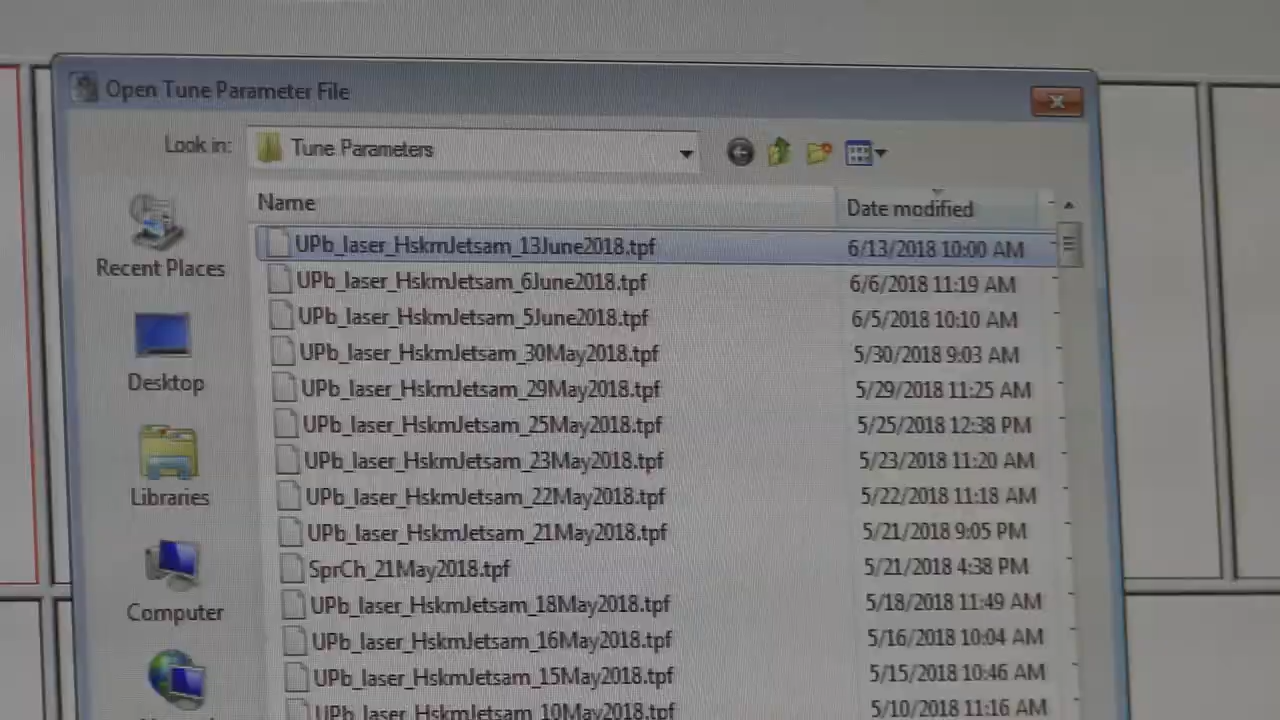 Open Tune Parameter File
Look in: Tune Parameters
Name Date modified
UPb_laser_HskmJetsam_13June2018.tpf 6/13/2018 10:00 AM
Recent Places
UPb_laser_HskmJetsam_6June2018.tpf 6/6/2018 11:19 AM
UPb_laser_HskmJetsam_5June2018.tpf 6/5/2018 10:10 AM
UPb_laser_HskmJetsam_30May2018.tpf 5/30/2018 9:03 AM
Desktop
UPb_laser_HskmJetsam_29May2018.tpf 5/29/2018 11:25 AM
UPb_laser_HskmJetsam_25May2018.tpf 5/25/2018 12:38 PM
UPb_laser_HskmJetsam_23May2018.tpf 5/23/2018 11:20 AM
Libraries
UPb_laser_HskmJetsam_22May2018.tpf 5/22/2018 11:18 AM
UPb_laser_HskmJetsam_21May2018.tpf 5/21/2018 9:05 PM
SprCh_21May2018.tpf 5/21/2018 4:38 PM
Computer
UPb_laser_HskmJetsam_18May2018.tpf 5/18/2018 11:49 AM
UPb_laser_HskmJetsam_16May2018.tpf 5/16/2018 10:04 AM
UPb_laser_HskmJetsam_15May2018.tpf 5/15/2018 10:46 AM
UPb_laser_HskmJetsam_10May2018.tpf 5/10/2018 11:16 AM